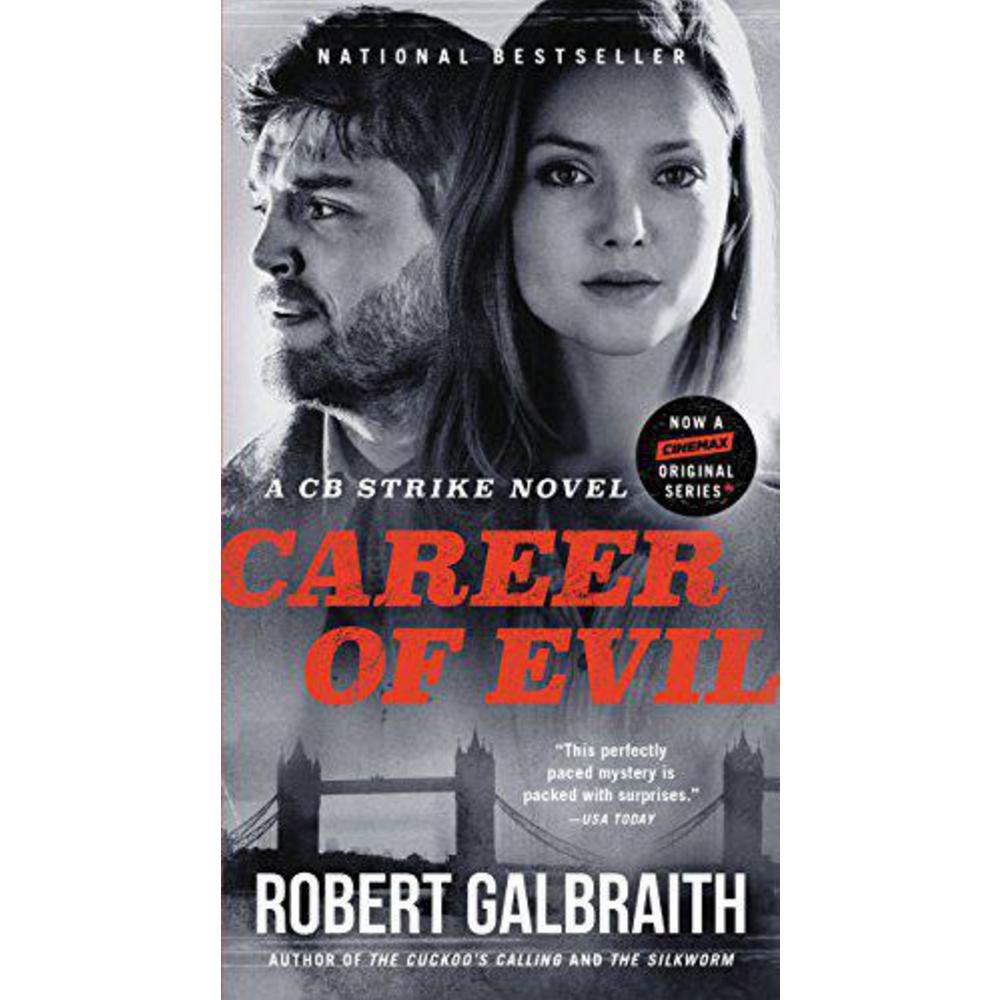 NATIONAL BESTSELLER
NOW A
CINEMAX
ORIGINAL
SERIES*
A CB STRIKE NOVEL
CAREER
OF EVIL
“This perfectly
paced mystery is
packed with surprises.”
—USA TODAY
ROBERT GALBRAITH
AUTHOR OF THE CUCKOO'S CALLING AND THE SILKWORM